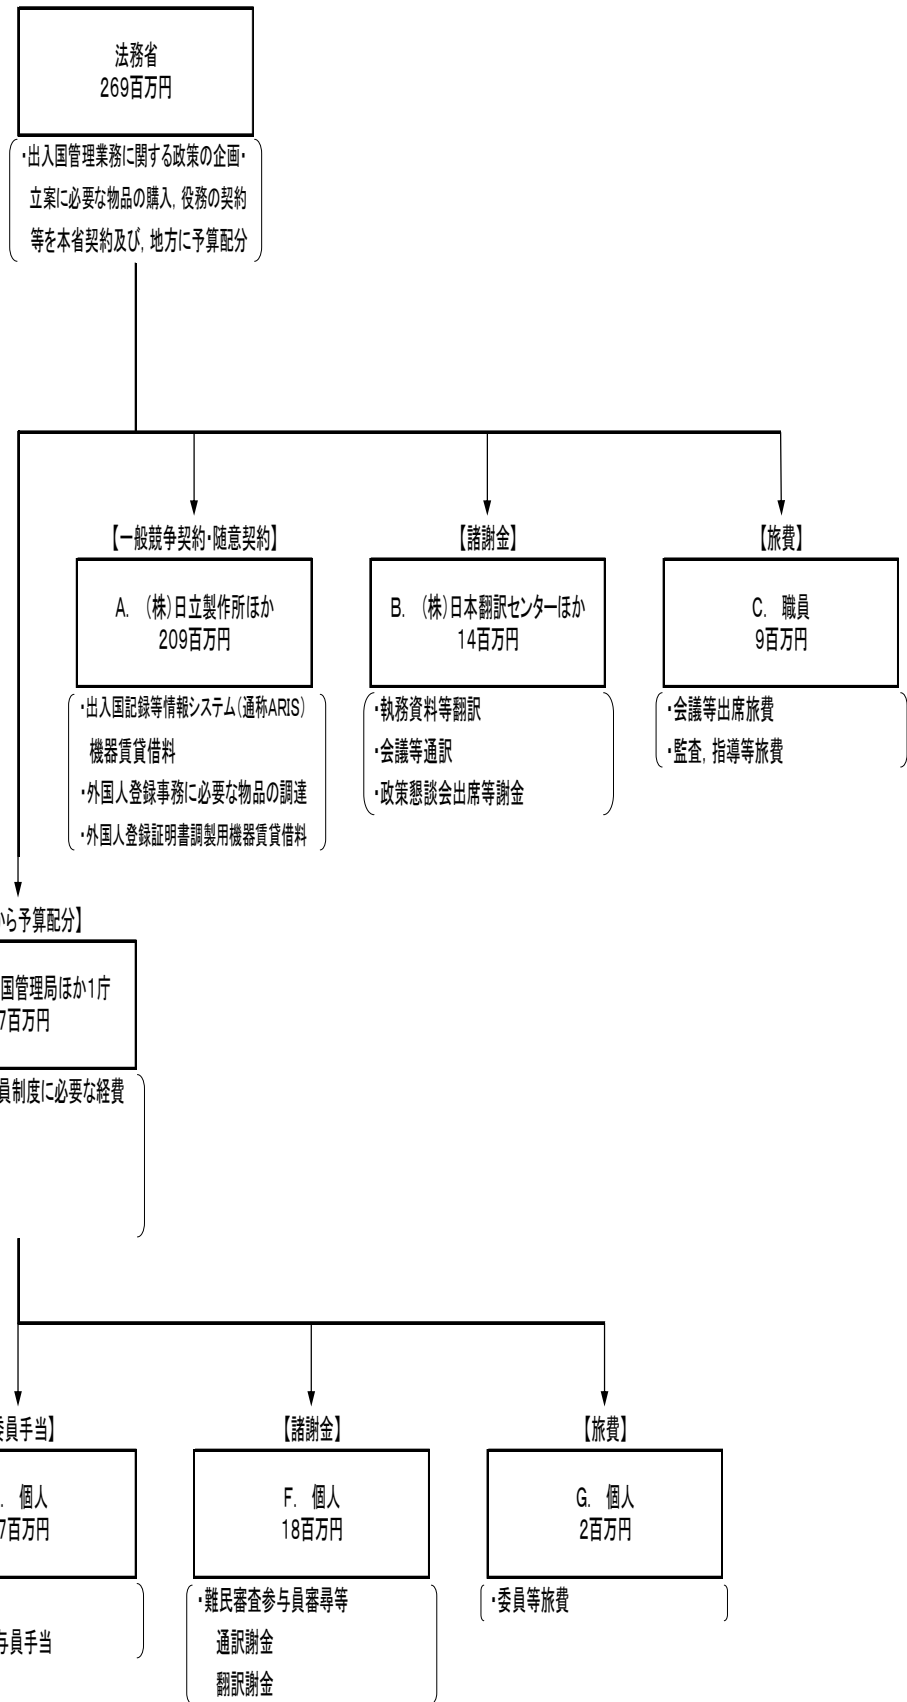 法務省
269百万円
・出入国管理業務に関する政策の企画・
立案に必要な物品の購入，役務の契約
等を本省契約及び，地方に予算配分
【一般競争契約・随意契約】
A.　(株)日立製作所ほか
209百万円
・出入国記録等情報システム(通称ARIS)
機器賃貸借料
・外国人登録事務に必要な物品の調達
・外国人登録証明書調製用機器賃貸借料
【諸謝金】
B.　(株)日本翻訳センターほか
14百万円
・執務資料等翻訳
・会議等通訳
・政策懇談会出席等謝金
【旅費】
C.　職員
9百万円
・会議等出席旅費
・監査，指導等旅費
から予算配分】
国管理局ほか1庁
7百万円
員制度に必要な経費
委員手当】
.　個人
7百万円
与員手当
【諸謝金】
F.　個人
18百万円
・難民審査参与員審尋等
通訳謝金
翻訳謝金
【旅費】
G.　個人
2百万円
・委員等旅費